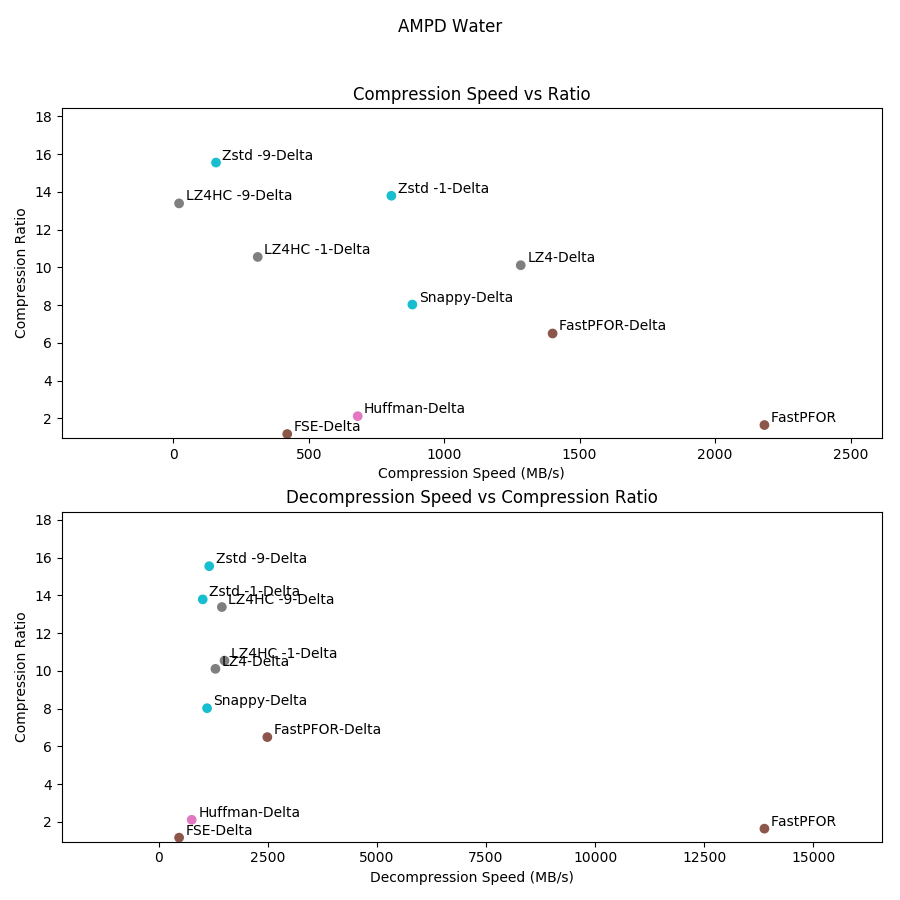 AMPD Water
Compression Speed vs Ratio
18
16
14
12
10
8
6
4
2
Compression Ratio
Zstd -9-Delta
LZ4HC -9-Delta
Zstd -1-Delta
LZ4HC -1-Delta
LZ4-Delta
Snappy-Delta
FastPFOR-Delta
Huffman-Delta
FSE-Delta
FastPFOR
0 500 1000 1500 2000 2500
Compression Speed (MB/s)
Decompression Speed vs Compression Ratio
18
16
14
12
10
8
6
4
2
Compression Ratio
Zstd -9-Delta
Zstd -1-Delta
LZ4HC -9-Delta
LZ4HC -1-Delta
LZ4-Delta
Snappy-Delta
FastPFOR-Delta
Huffman-Delta
FSE-Delta
FastPFOR
0 2500 5000 7500 10000 12500 15000
Decompression Speed (MB/s)